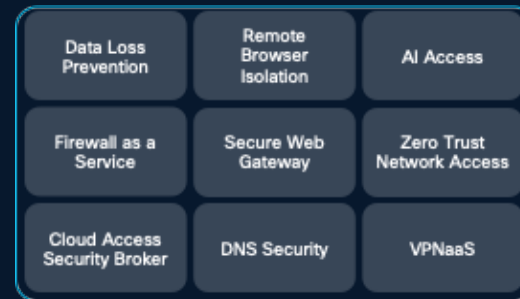 Data Loss
Prevention
Remote
Browser
Isolation
AI Access
Firewall as a
Service
Secure Web
Gateway
Zero Trust
Network Access
Cloud Access
Security Broker
DNS Security
VPNaaS